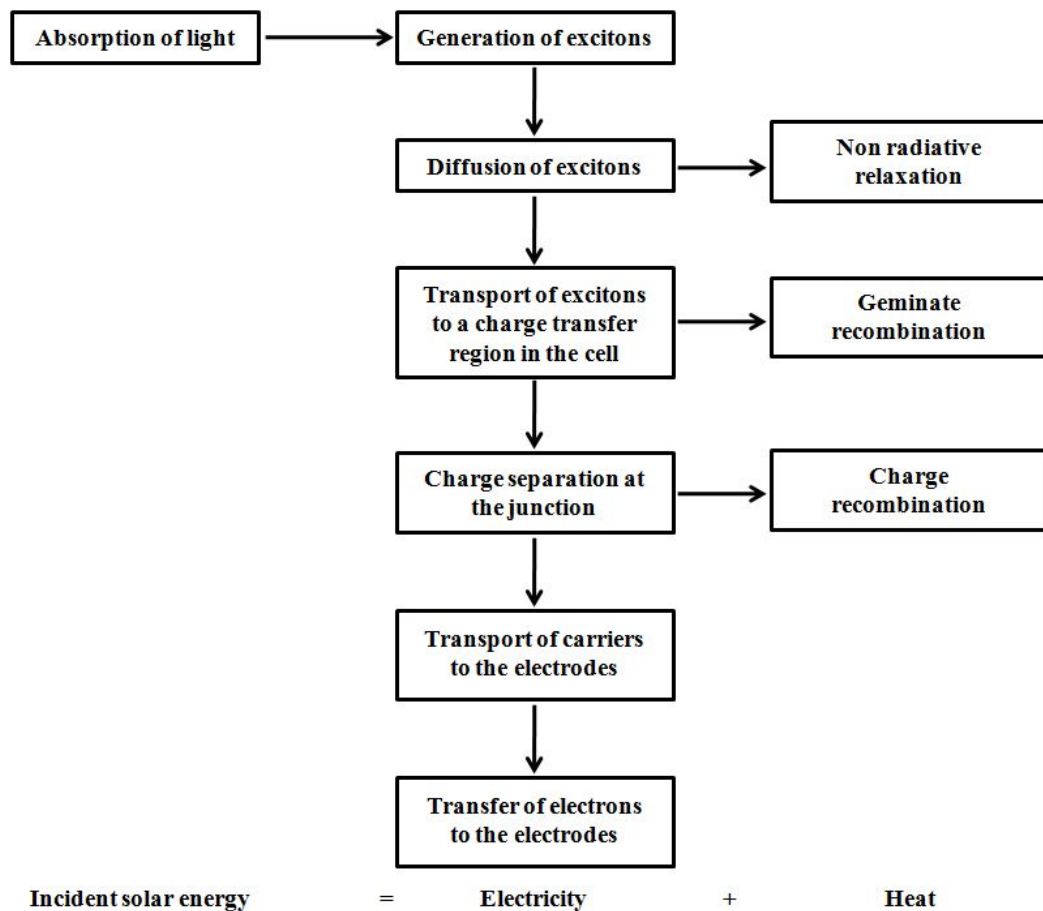 Absorption of light
Generation of excitons
Diffusion of excitons
Non radiative
relaxation
Transport of excitons
to a charge transfer
region in the cell
Geminate
recombination
Charge separation at
the junction
Charge
recombination
Transport of carriers
to the electrodes
Transfer of electrons
to the electrodes
Incident solar energy = Electricity + Heat